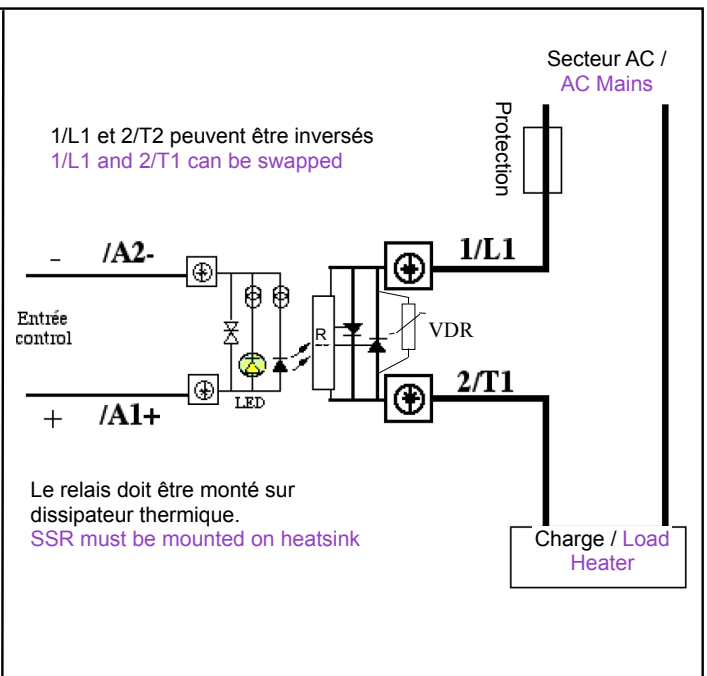 Secteur AC /
AC Mains
Protection
1/L1 et 2/T2 peuvent être inversés
1/L1 and 2/T1 can be swapped
– /A2-
1/L1
Entrée
control
R
VDR
LED
+ /A1+
2/T1
Le relais doit être monté sur
dissipateur thermique.
SSR must be mounted on heatsink
Charge / Load
Heater